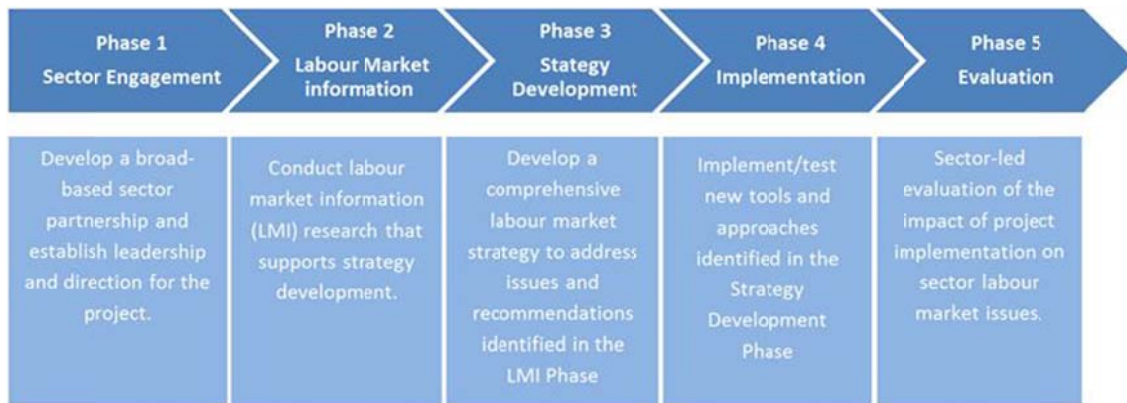 Phase 1
Sector Engagement
Phase 2
Labour Market
information
Phase 3
Stategy
Development
Phase 4
Implementation
Phase 5
Evaluation
Develop a broad-
based sector
partnership and
establish leadership
and direction for the
project.
Conduct labour
market information
(LMI) research that
supports strategy
development.
Develop a
comprehensive
labour market
strategy to address
issues and
recommendations
identified in the
LMI Phase
Implement/test
new tools and
approaches
identified in the
Strategy
Development
Phase
Sector-led
evaluation of the
impact of project
implementation on
sector labour
market issues.